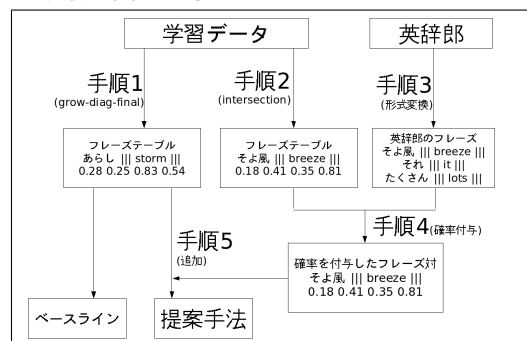 学習データ
英辞郎
手順1
(grow-diag-final)
手順2
(intersection)
手順3
(形式変換)
フレーズテーブル
あらし ||| storm |||
0.28 0.25 0.83 0.54
フレーズテーブル
そよ風 ||| breeze |||
0.18 0.41 0.35 0.81
英辞郎のフレーズ
そよ風 ||| breeze |||
それ ||| it |||
たくさん ||| lots |||
手順4(確率付与)
手順5
(追加)
確率を付与したフレーズ対
そよ風 ||| breeze |||
0.18 0.41 0.35 0.81
ベースライン
提案手法